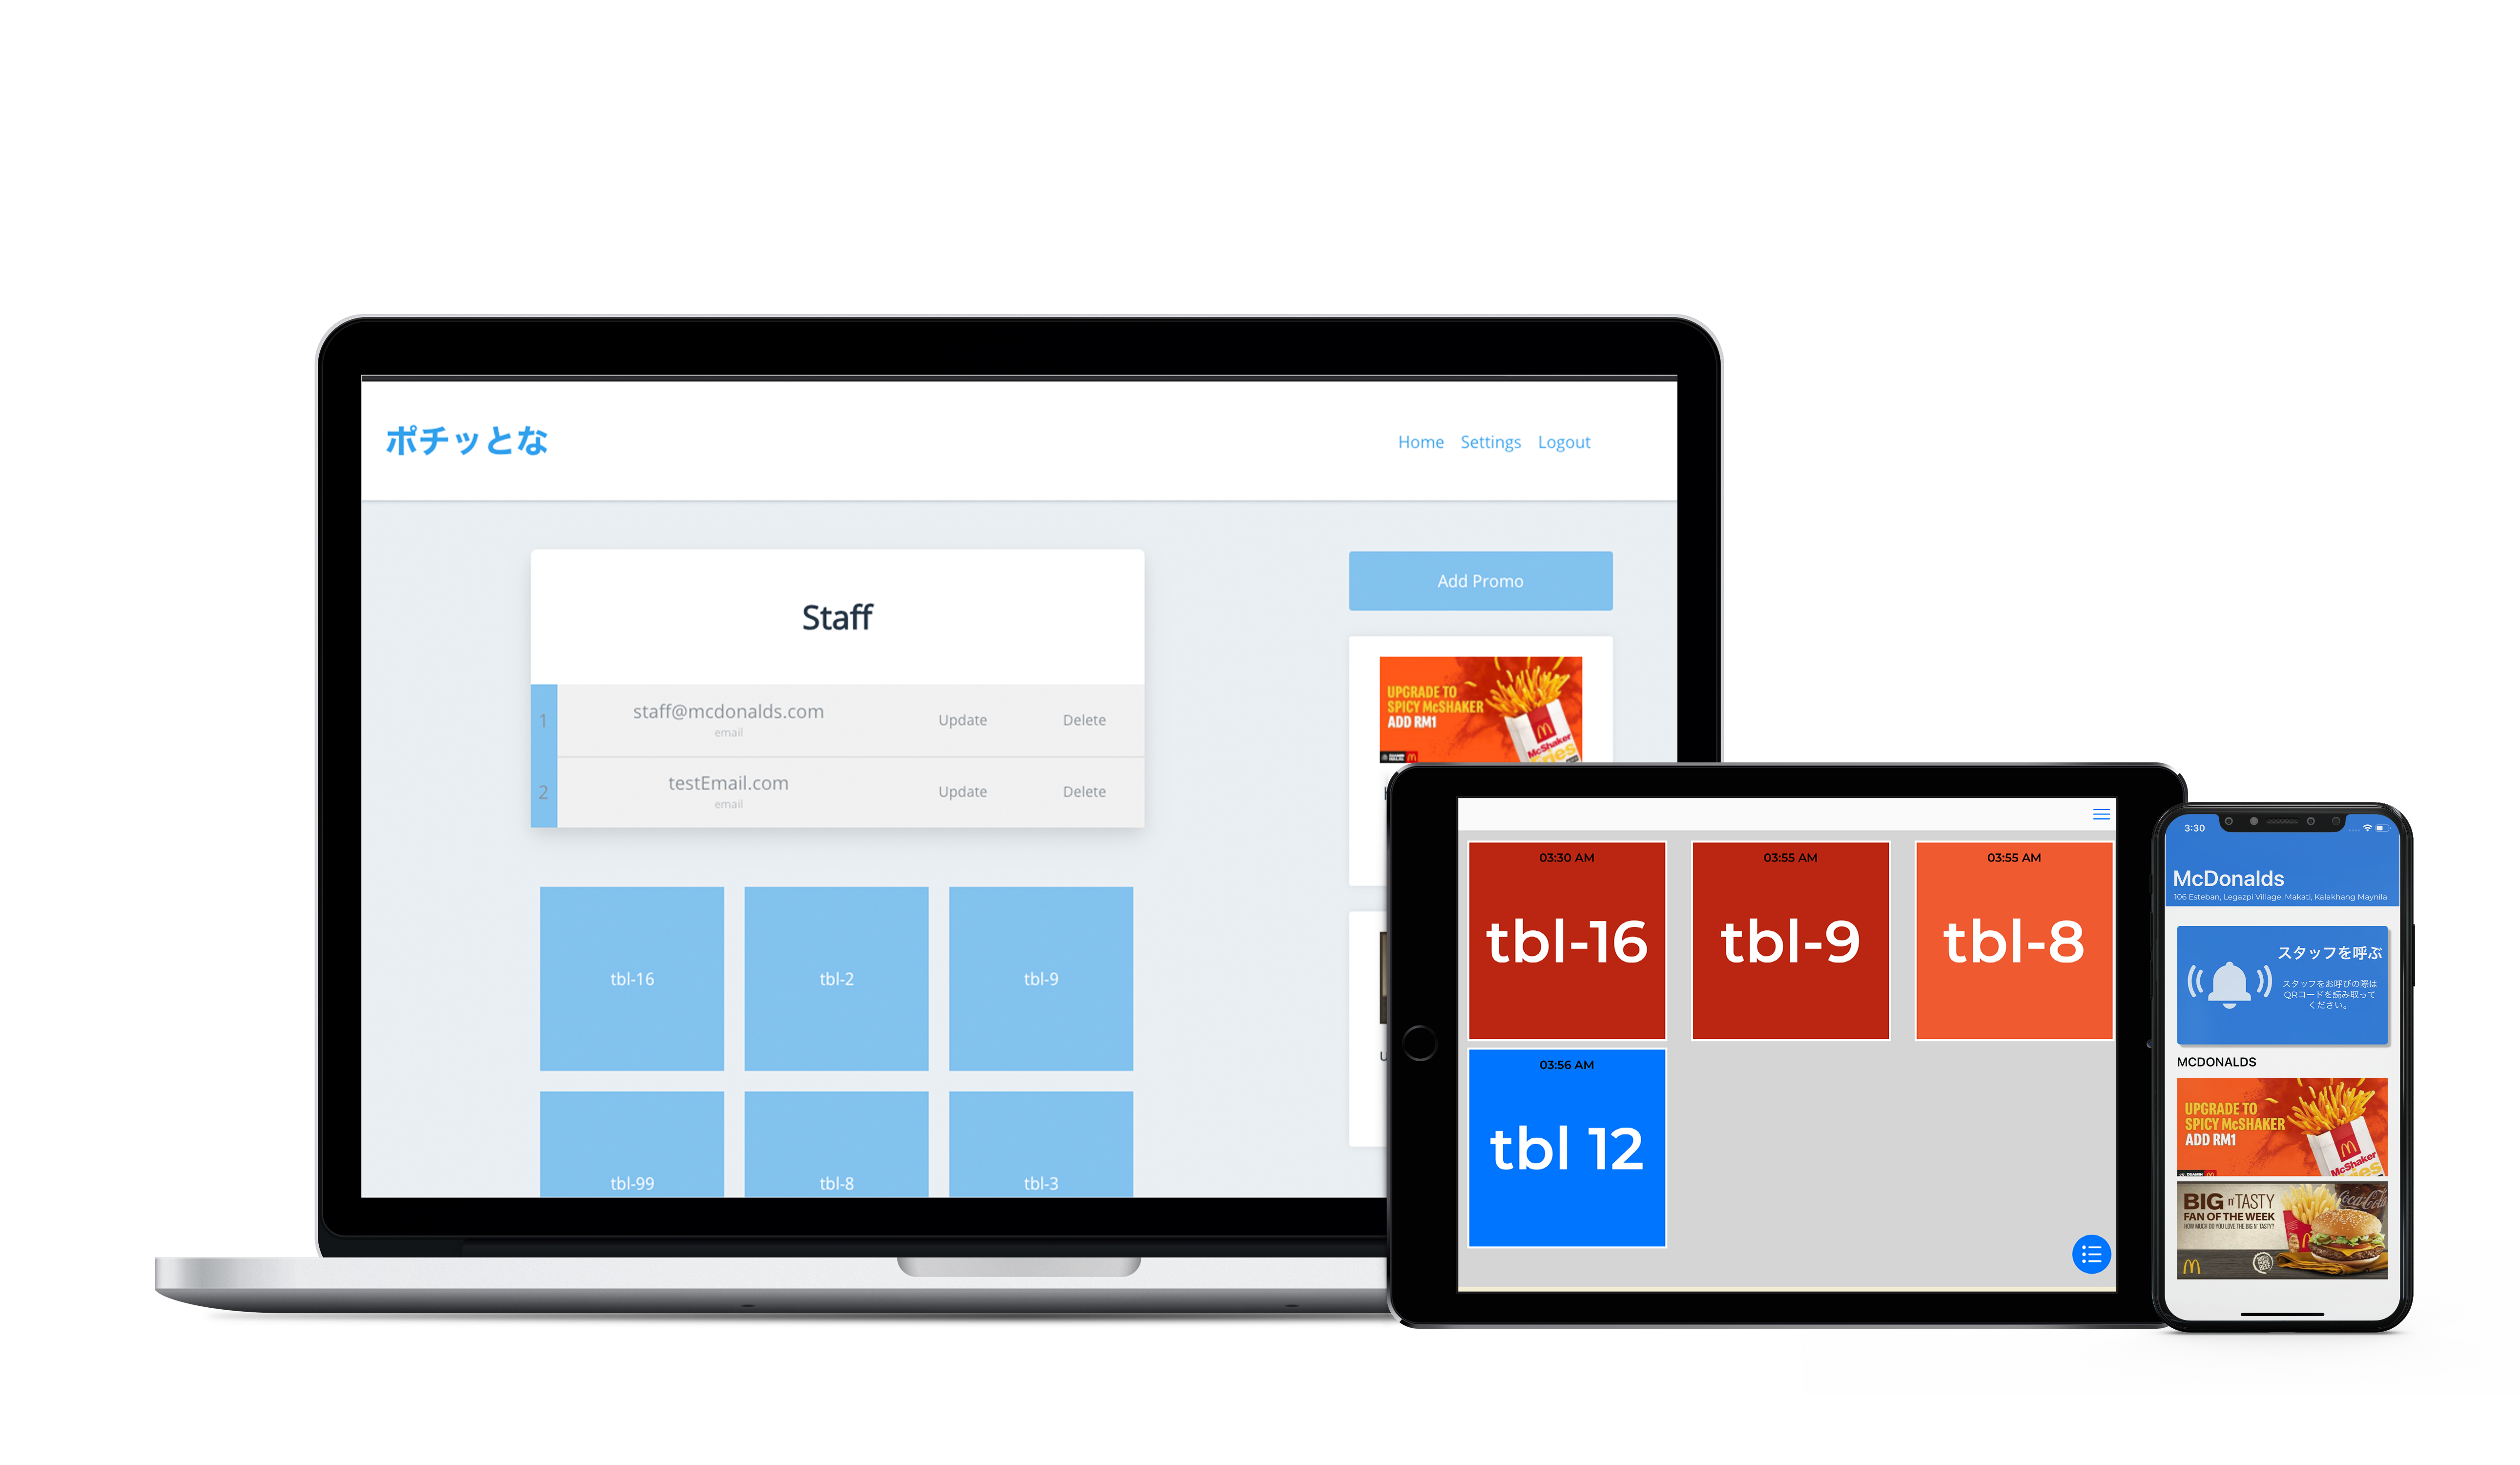 ポチッとな
Home Settings Logout
Staff
1
staff@mcdonalds.com
email
Update
Delete
2
testEmail.com
email
Update
Delete
tbl-16
tbl-2
tbl-9
tbl-99
tbl-8
tbl-3
Add Promo
UPGRADE TO
SPICY McSHAKER
ADD RM1
McShaker
Fries
03:30 AM
tbl-16
03:55 AM
tbl-9
03:55 AM
tbl-8
03:56 AM
tbl 12
3:30
McDonalds
106 Esteban, Legazpi Village, Makati, Kalakhang Maynila
スタッフを呼ぶ
スタッフをお呼びの際は
QRコードを読み取って
ください。
MCDONALDS
UPGRADE TO
SPICY McSHAKER
ADD RM1
McShaker
BIG n' TASTY
FAN OF THE WEEK
HOW MUCH DO YOU LOVE THE BIG N' TASTY?
Coca-Cola